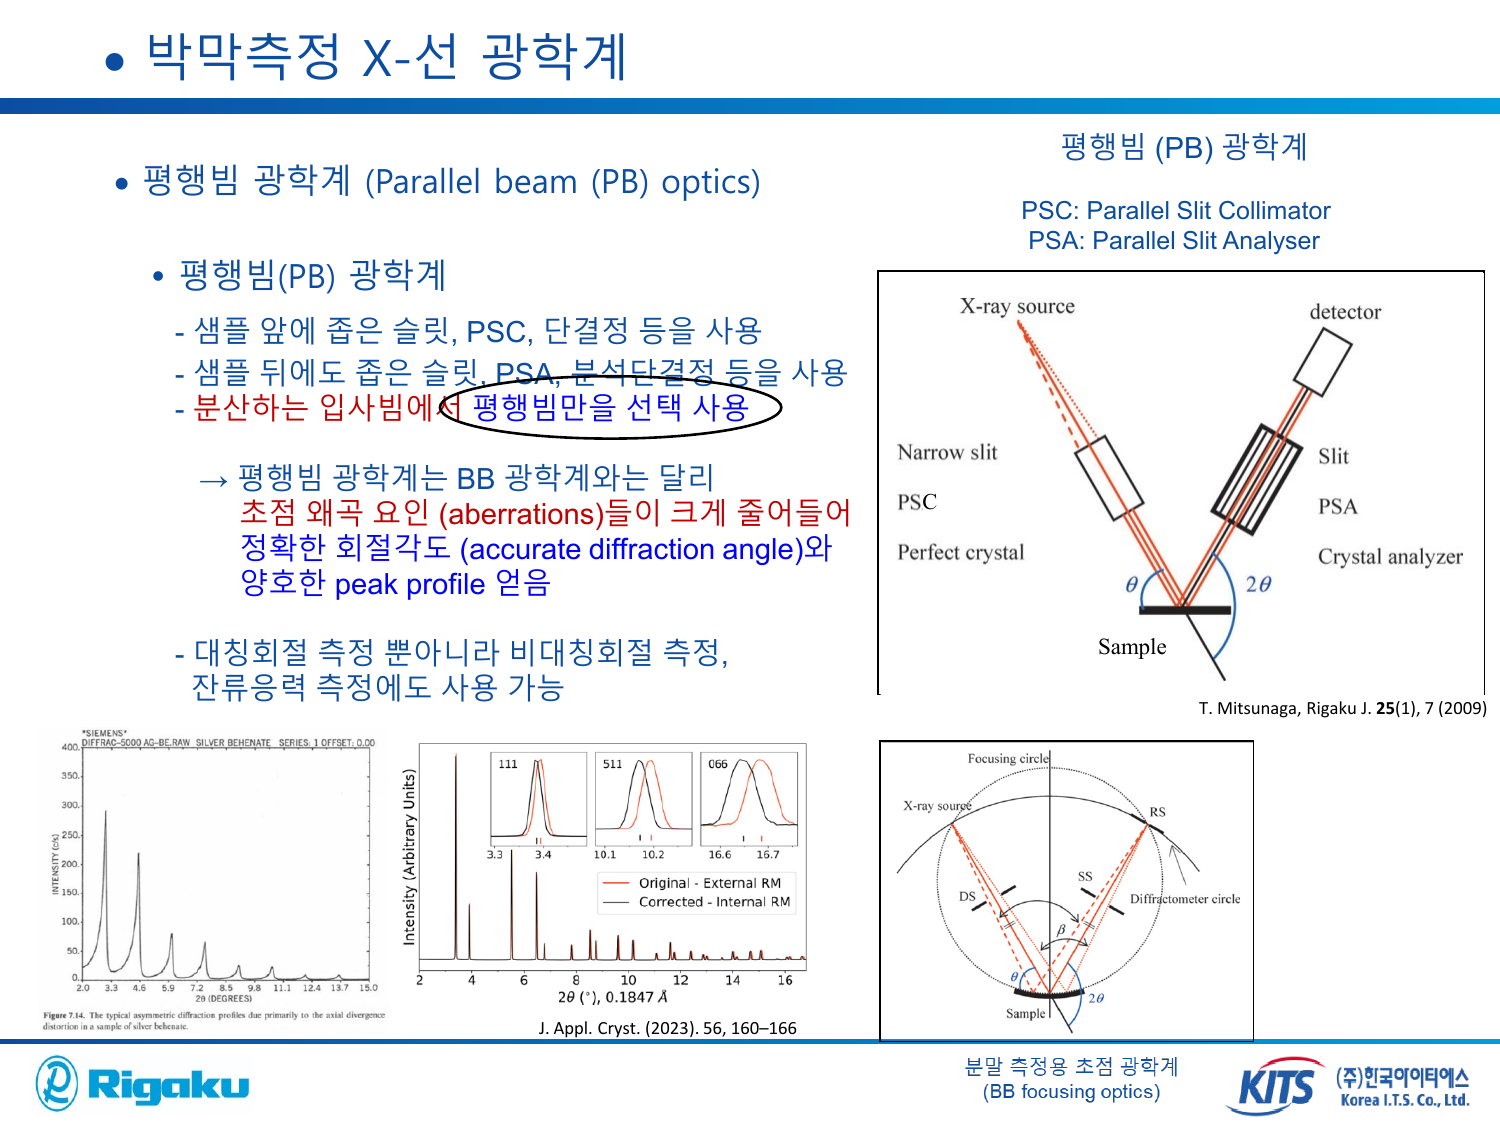 • 박막측정 X-선 광학계
• 평행빔 광학계 (Parallel beam (PB) optics)
• 평행빔(PB) 광학계
- 샘플 앞에 좁은 슬릿, PSC, 단결정 등을 사용
- 샘플 뒤에도 좁은 슬릿, PSA, 분석단결정 등을 사용
- 분산하는 입사빔에서 평행빔만을 선택 사용
→ 평행빔 광학계는 BB 광학계와는 달리
초점 왜곡 요인 (aberrations)들이 크게 줄어들어
정확한 회절각도 (accurate diffraction angle)와
양호한 peak profile 얻음
- 대칭회절 측정 뿐아니라 비대칭회절 측정,
잔류응력 측정에도 사용 가능
평행빔 (PB) 광학계
PSC: Parallel Slit Collimator
PSA: Parallel Slit Analyser
X-ray source
detector
Narrow slit
Slit
PSC
PSA
Perfect crystal
Crystal analyzer
θ
2θ
Sample
T. Mitsunaga, Rigaku J. 25(1), 7 (2009)
*SIEMENS*
DIFFRAC-5000 AG-BE.RAW SILVER BEHENATE SERIES: 1 OFFSET: 0.00
INTENSITY (c/s)
400.
350.
300.
250.
200.
150.
100.
50.
0.
2.0 3.3 4.6 5.9 7.2 8.5 9.8 11.1 12.4 13.7 15.0
2θ (DEGREES)
Figure 7.14. The typical asymmetric diffraction profiles due primarily to the axial divergence
distortion in a sample of silver behenate.
Intensity (Arbitrary Units)
111
511
066
3.3 3.4
10.1 10.2
16.6 16.7
Original - External RM
Corrected - Internal RM
2 4 6 8 10 12 14 16
2θ (°), 0.1847 Å
J. Appl. Cryst. (2023). 56, 160–166
Focusing circle
X-ray source
RS
SS
DS
Diffractometer circle
β
θ
2θ
Sample
분말 측정용 초점 광학계
(BB focusing optics)
Rigaku
KITS
(주)한국아이티에스
Korea I.T.S. Co., Ltd.